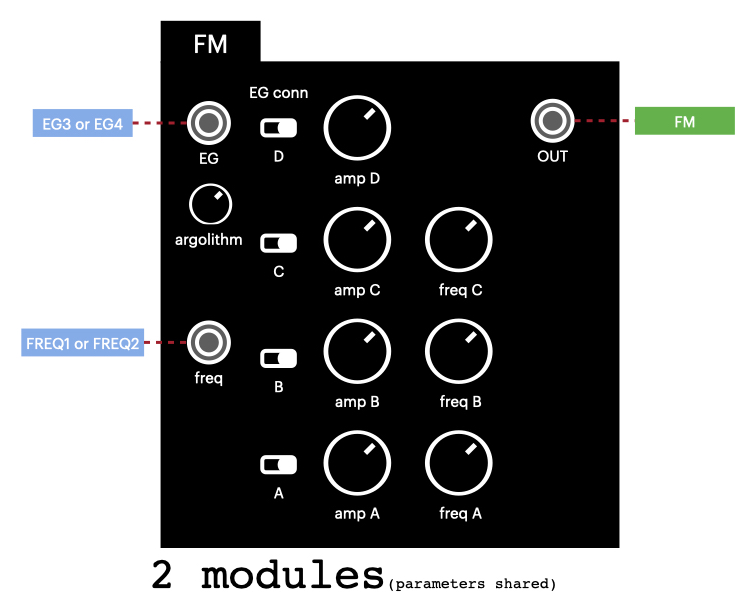 FM
EG conn
EG3 or EG4
FM
EG
D
OUT
amp D
argolithm
C
amp C
freq C
FREQ1 or FREQ2
freq
B
amp B
freq B
A
amp A
freq A
2 modules(parameters shared)